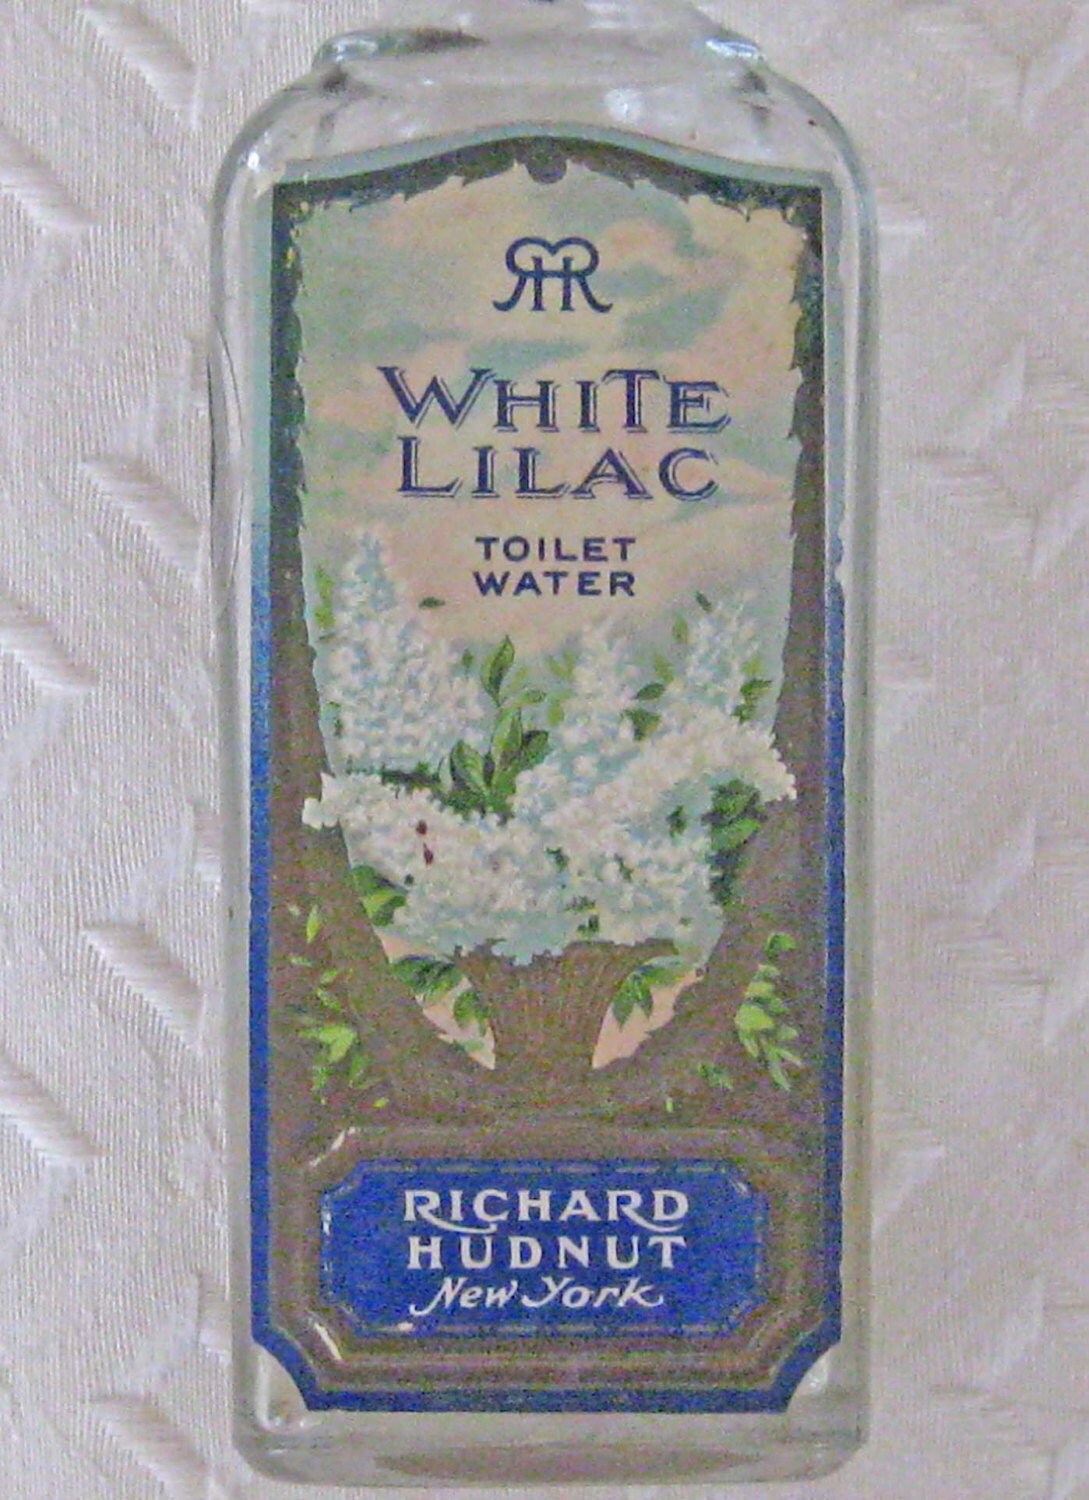 RHR
WHITE
LILAC
TOILET
WATER
RICHARD
HUDNUT
New York